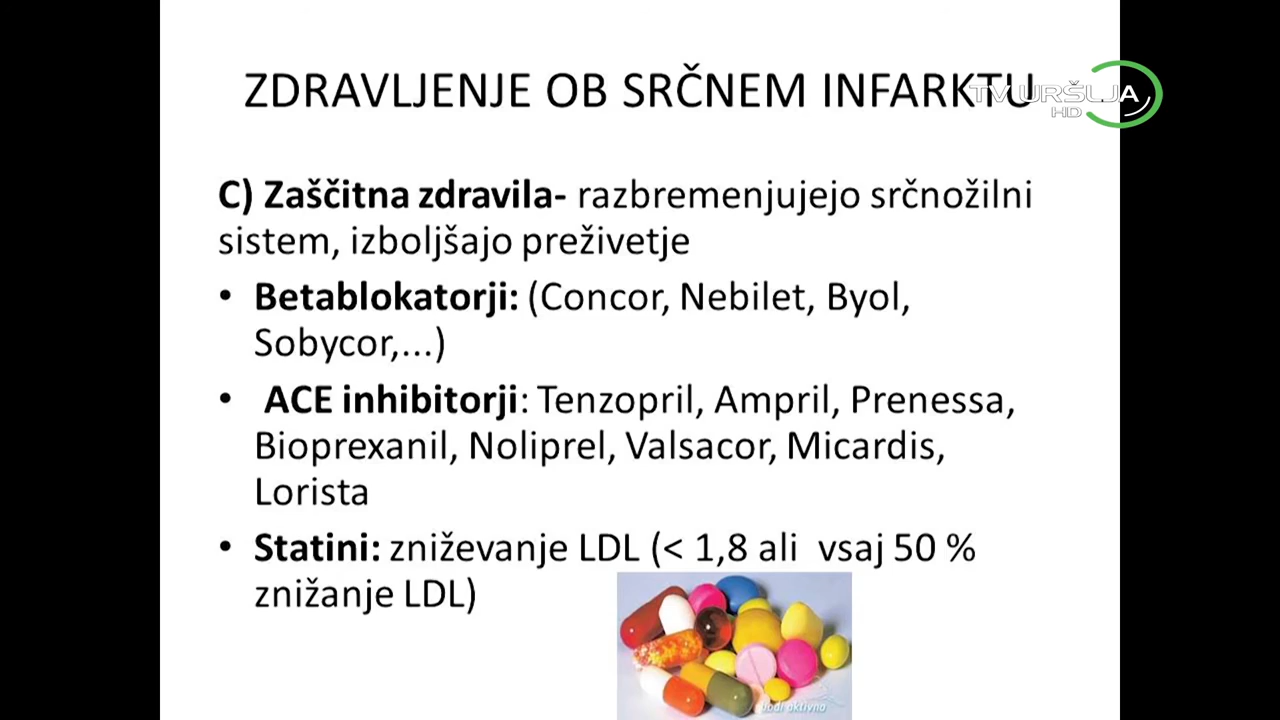 ZDRAVLJENJE OB SRČNEM INFARKTU
TV URŠLJA
HD
C) Zaščitna zdravila- razbremenjujejo srčnožilni
sistem, izboljšajo preživetje
• Betablokatorji: (Concor, Nebilet, Byol,
Sobycor,...)
• ACE inhibitorji: Tenzopril, Ampril, Prenessa,
Bioprexanil, Noliprel, Valsacor, Micardis,
Lorista
• Statini: zniževanje LDL (< 1,8 ali vsaj 50 %
znižanje LDL)
bodi aktivna